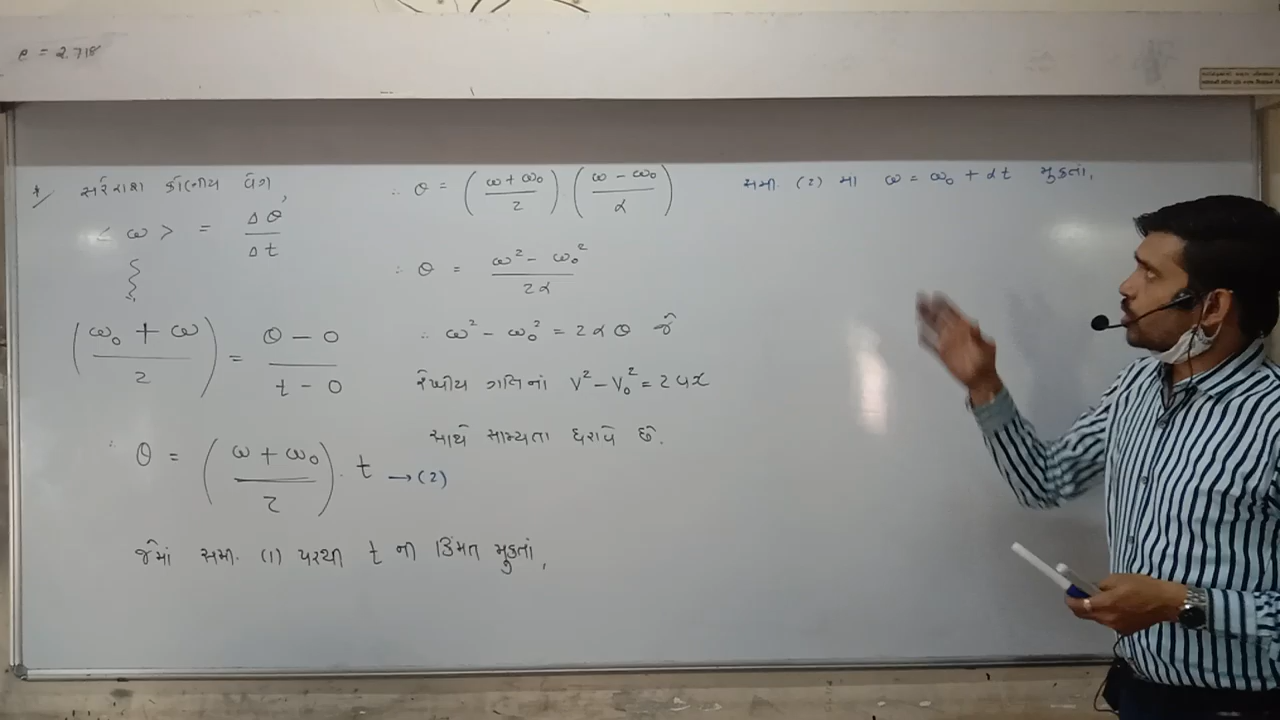 e = 2.718
* સરેરાશ કોણીય વેગ,
< ω > = Δθ / Δt
(ω₀ + ω / 2) = θ − 0 / t − 0
∴ θ = (ω + ω₀ / 2) · t → (2)
જેમાં સમી. (1) પરથી t ની કિંમત મુકતાં,
∴ θ = (ω + ω₀ / 2) · (ω − ω₀ / α)
∴ θ = ω² − ω₀² / 2α
∴ ω² − ω₀² = 2αθ જે
રેખીય ગતિનાં v² − v₀² = 2ax
સાથે સામ્યતા ધરાવે છે.
સમી. (2) માં ω = ω₀ + αt મુકતાં,